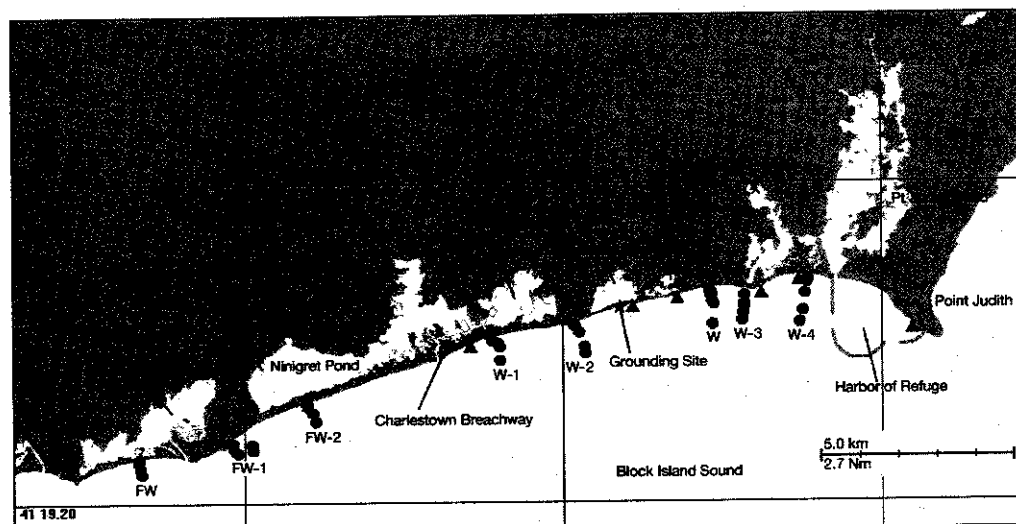 Pt
Point Judith
W
W-3
W-4
W-2
Grounding Site
W-1
Harbor of Refuge
Ninigret Pond
Charlestown Breachway
FW-2
5.0 km
2.7 Nm
FW-1
Block Island Sound
FW
41 19.20